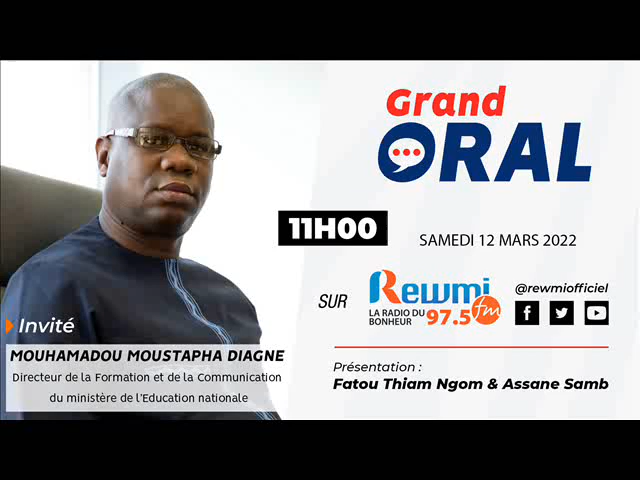 Grand
ORAL
11H00
SAMEDI 12 MARS 2022
SUR
Rewmi fm
LA RADIO DU
BONHEUR
97.5
@rewmiofficiel
Invité
MOUHAMADOU MOUSTAPHA DIAGNE
Directeur de la Formation et de la Communication
du ministère de l'Education nationale
Présentation :
Fatou Thiam Ngom & Assane Samb